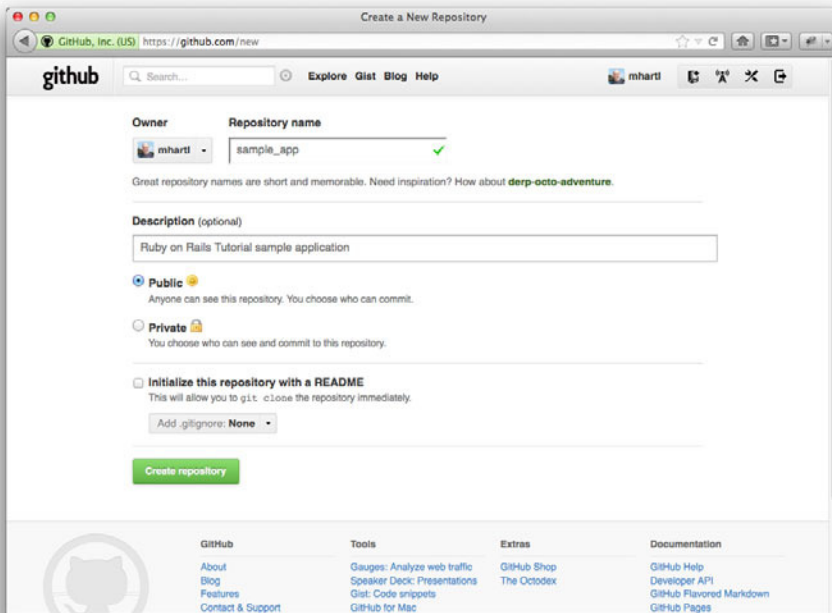 Create a New Repository
GitHub, Inc. (US) https://github.com/new
github Search... Explore Gist Blog Help mhartl
Owner Repository name
mhartl sample_app
Great repository names are short and memorable. Need inspiration? How about derp-octo-adventure.
Description (optional)
Ruby on Rails Tutorial sample application
Public
Anyone can see this repository. You choose who can commit.
Private
You choose who can see and commit to this repository.
Initialize this repository with a README
This will allow you to git clone the repository immediately.
Add .gitignore: None
Create repository
GitHub Tools Extras Documentation
About Gauges: Analyze web traffic GitHub Shop GitHub Help
Blog Speaker Deck: Presentations The Octodex Developer API
Features Gist: Code snippets GitHub Flavored Markdown
Contact & Support GitHub for Mac GitHub Pages